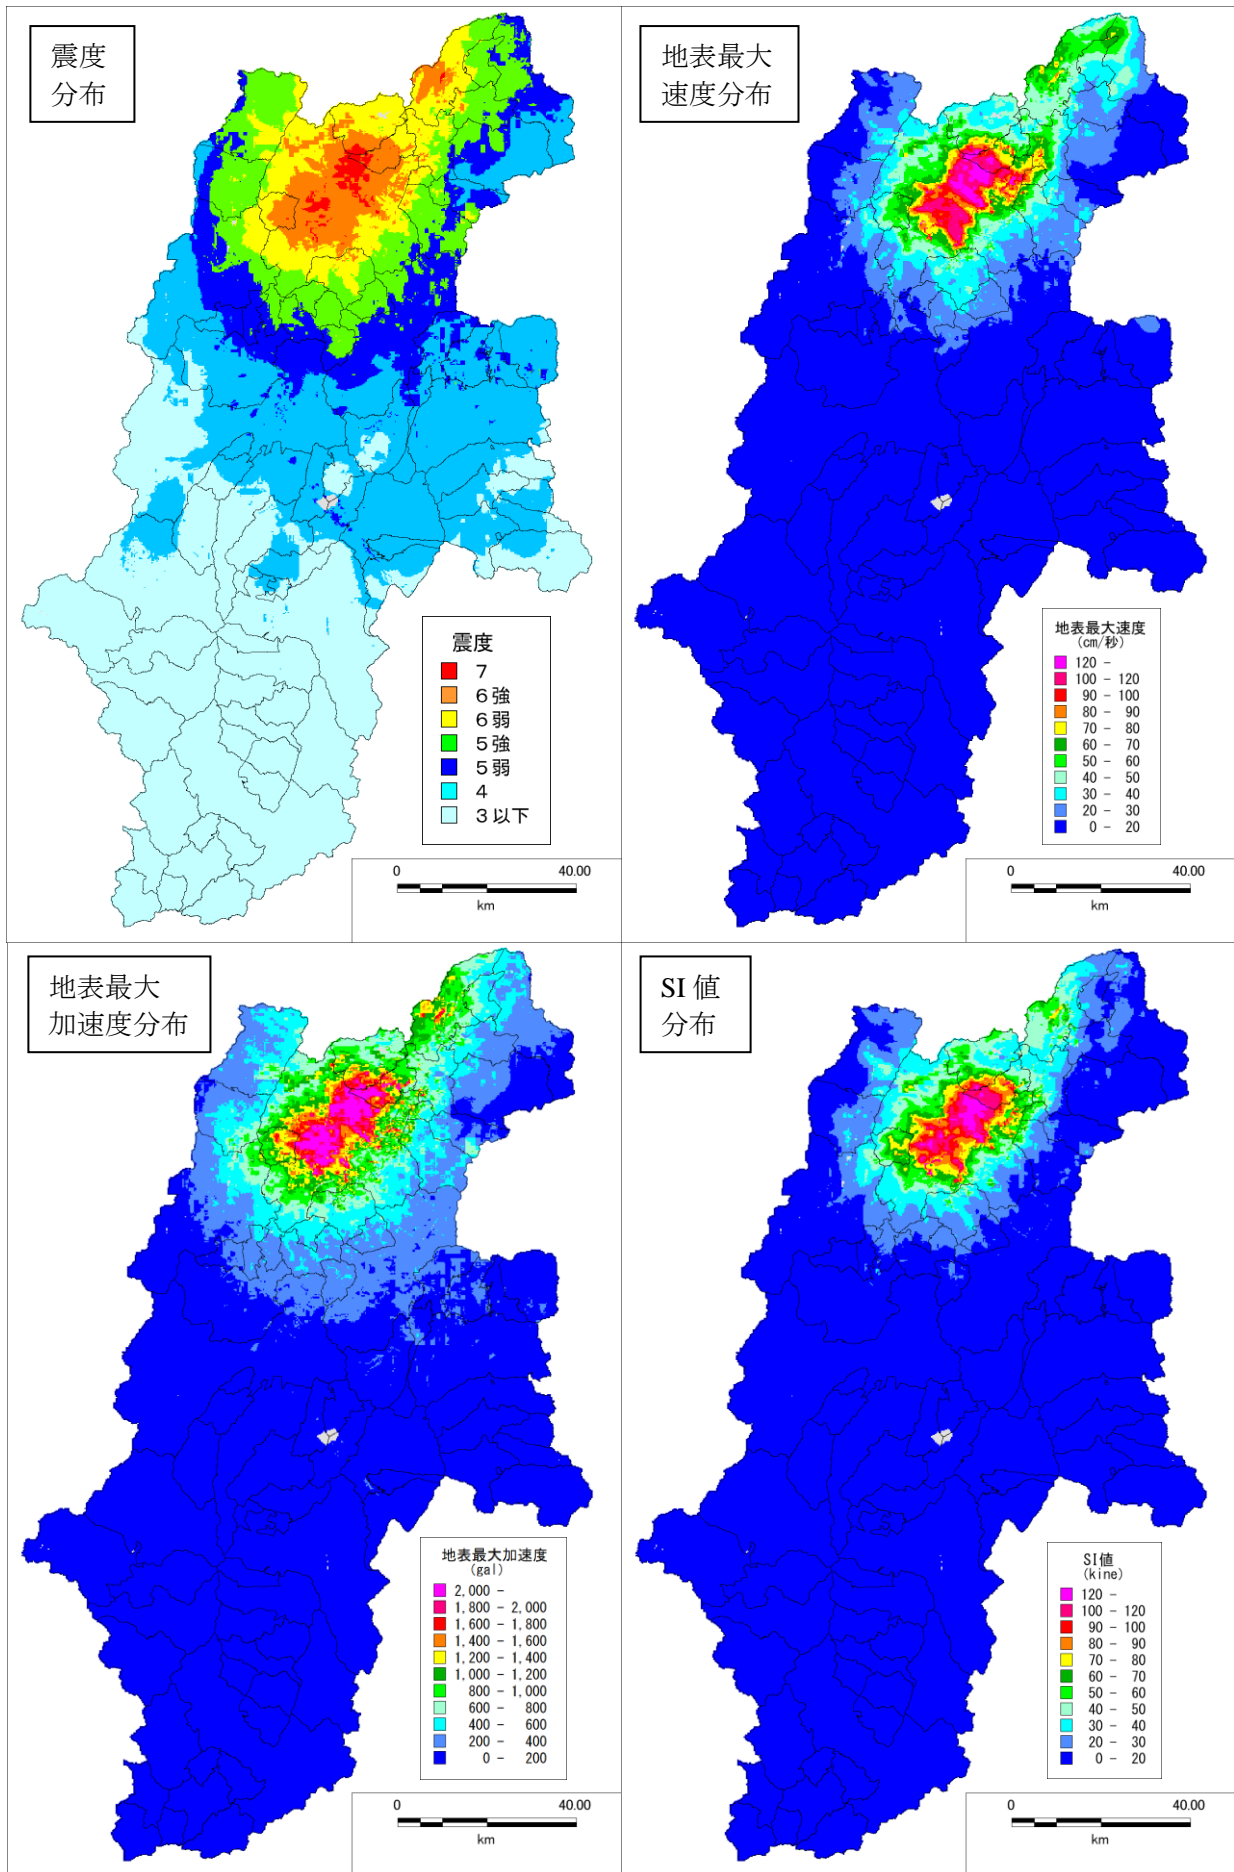 震度
分布
震度
7
6強
6弱
5強
5弱
4
3以下
0 40.00
km
地表最大
速度分布
地表最大速度
(cm/秒)
120 -
100 - 120
90 - 100
80 - 90
70 - 80
60 - 70
50 - 60
40 - 50
30 - 40
20 - 30
0 - 20
0 40.00
km
地表最大
加速度分布
地表最大加速度
(gal)
2,000 -
1,800 - 2,000
1,600 - 1,800
1,400 - 1,600
1,200 - 1,400
1,000 - 1,200
800 - 1,000
600 - 800
400 - 600
200 - 400
0 - 200
0 40.00
km
SI 値
分布
SI値
(kine)
120 -
100 - 120
90 - 100
80 - 90
70 - 80
60 - 70
50 - 60
40 - 50
30 - 40
20 - 30
0 - 20
0 40.00
km